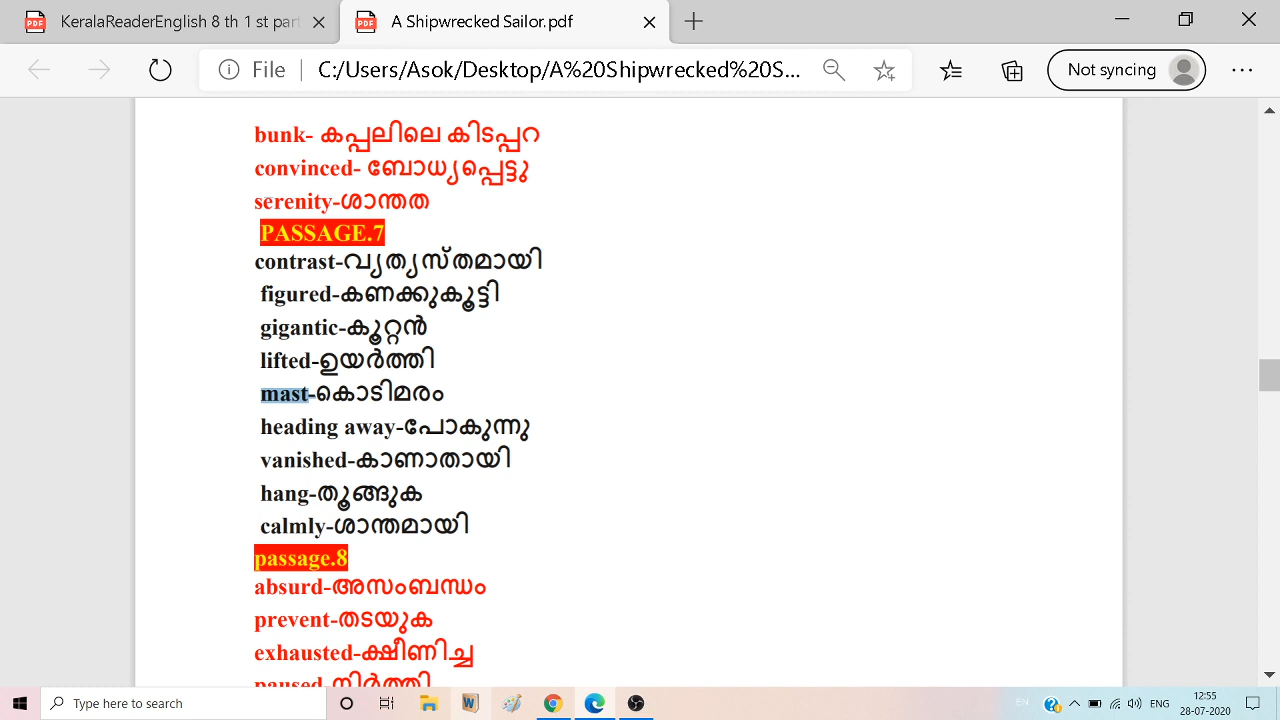 KeralaReaderEnglish 8 th 1 st part
A Shipwrecked Sailor.pdf
File
C:/Users/Asok/Desktop/A%20Shipwrecked%20S...
Not syncing
bunk- കപ്പലിലെ കിടപ്പറ
convinced- ബോധ്യപ്പെട്ടു
serenity-ശാന്തത
PASSAGE.7
contrast-വ്യത്യസ്തമായി
figured-കണക്കുകൂട്ടി
gigantic-കൂറ്റൻ
lifted-ഉയർത്തി
mast-കൊടിമരം
heading away-പോകുന്നു
vanished-കാണാതായി
hang-തൂങ്ങുക
calmly-ശാന്തമായി
passage.8
absurd-അസംബന്ധം
prevent-തടയുക
exhausted-ക്ഷീണിച്ച
paused-നിർത്തി
Type here to search
EN
ENG
12:55
28-07-2020